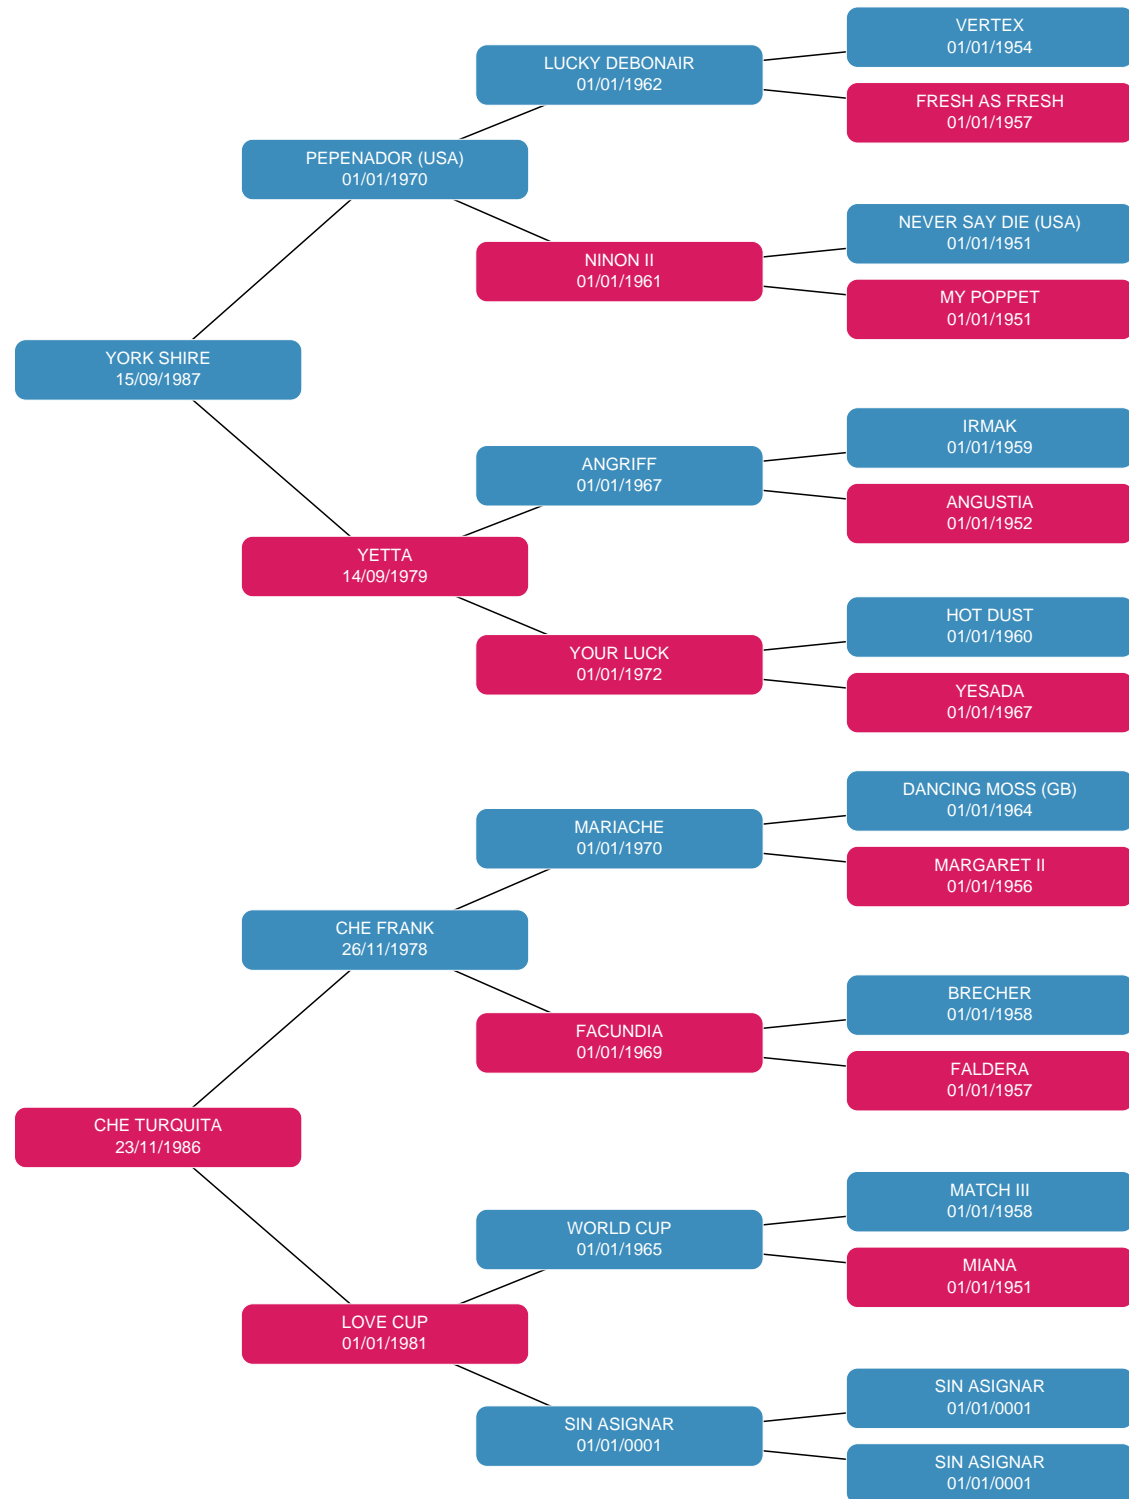 VERTEX
01/01/1954
LUCKY DEBONAIR
01/01/1962
FRESH AS FRESH
01/01/1957
PEPENADOR (USA)
01/01/1970
NEVER SAY DIE (USA)
01/01/1951
NINON II
01/01/1961
MY POPPET
01/01/1951
YORK SHIRE
15/09/1987
IRMAK
01/01/1959
ANGRIFF
01/01/1967
ANGUSTIA
01/01/1952
YETTA
14/09/1979
HOT DUST
01/01/1960
YOUR LUCK
01/01/1972
YESADA
01/01/1967
DANCING MOSS (GB)
01/01/1964
MARIACHE
01/01/1970
MARGARET II
01/01/1956
CHE FRANK
26/11/1978
BRECHER
01/01/1958
FACUNDIA
01/01/1969
FALDERA
01/01/1957
CHE TURQUITA
23/11/1986
MATCH III
01/01/1958
WORLD CUP
01/01/1965
MIANA
01/01/1951
LOVE CUP
01/01/1981
SIN ASIGNAR
01/01/0001
SIN ASIGNAR
01/01/0001
SIN ASIGNAR
01/01/0001